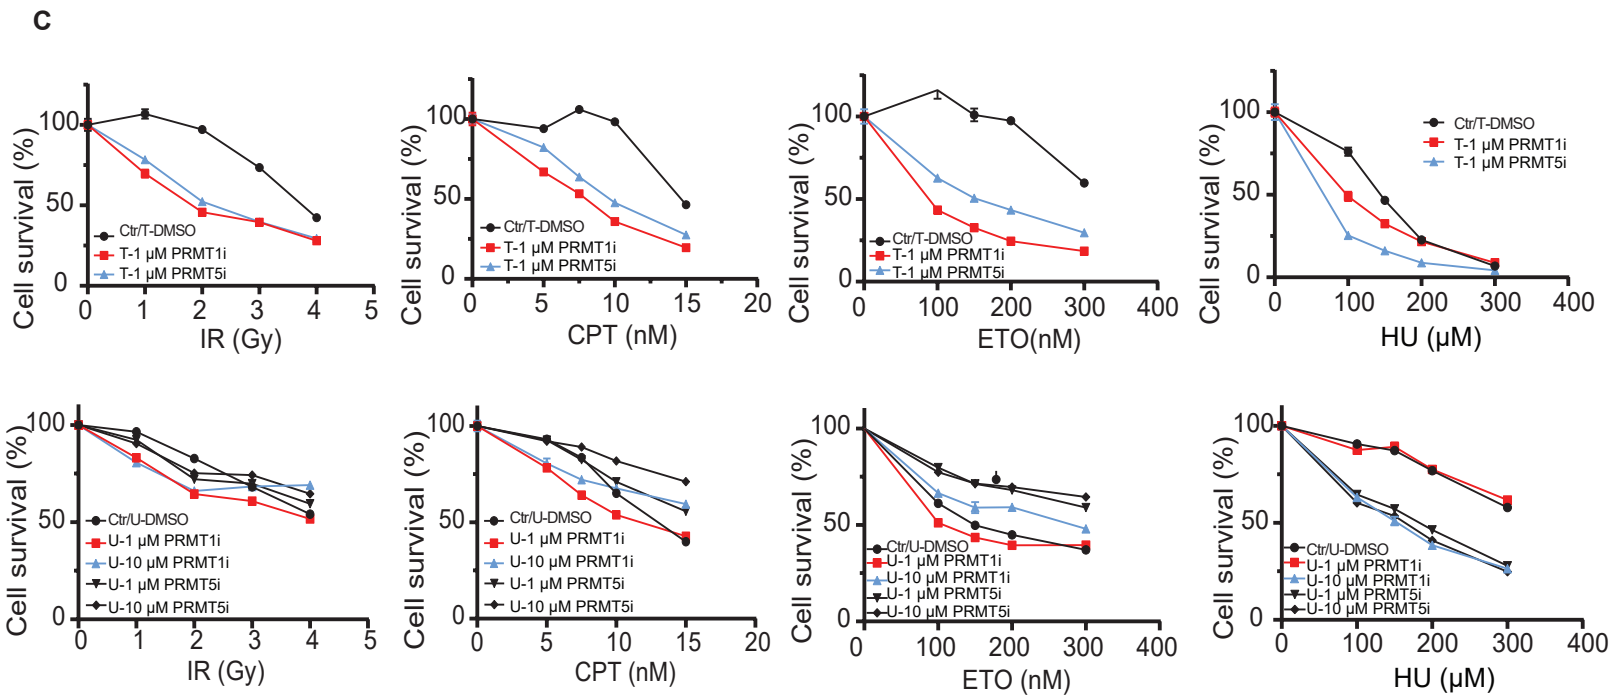 C
Cell survival (%)
100
50
0
0 1 2 3 4 5
IR (Gy)
Ctr/T-DMSO
T-1 µM PRMT1i
T-1 µM PRMT5i
Cell survival (%)
100
50
0
0 5 10 15 20
CPT (nM)
Ctr/T-DMSO
T-1 µM PRMT1i
T-1 µM PRMT5i
Cell survival (%)
100
50
0
0 100 200 300 400
ETO(nM)
Ctr/T-DMSO
T-1 µM PRMT1i
T-1 µM PRMT5i
Cell survival (%)
100
50
0
0 100 200 300 400
HU (µM)
Ctr/T-DMSO
T-1 µM PRMT1i
T-1 µM PRMT5i
Cell survival (%)
100
50
0
0 1 2 3 4 5
IR (Gy)
Ctr/U-DMSO
U-1 µM PRMT1i
U-10 µM PRMT1i
U-1 µM PRMT5i
U-10 µM PRMT5i
Cell survival (%)
100
50
0
0 5 10 15 20
CPT (nM)
Ctr/U-DMSO
U-1 µM PRMT1i
U-10 µM PRMT1i
U-1 µM PRMT5i
U-10 µM PRMT5i
Cell survival (%)
100
50
0
0 100 200 300 400
ETO (nM)
Ctr/U-DMSO
U-1 µM PRMT1i
U-10 µM PRMT1i
U-1 µM PRMT5i
U-10 µM PRMT5i
Cell survival (%)
100
50
0
0 100 200 300 400
HU (µM)
Ctr/U-DMSO
U-1 µM PRMT1i
U-10 µM PRMT1i
U-1 µM PRMT5i
U-10 µM PRMT5i